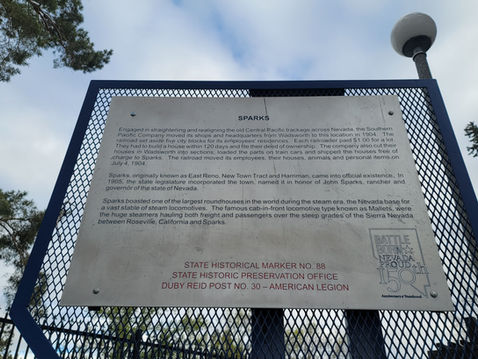 SPARKS
Engaged in straightening and realigning the old Central Pacific trackage across Nevada, the Southern
Pacific Company moved its shops and headquarters from Wadsworth to this location in 1904. The
railroad set aside five city blocks for its employees' residences. Each railroader paid $1.00 for a lot.
They had to build a house within 120 days and file their deed of ownership. The company also cut their
houses in Wadsworth into sections, placed the parts on train cars, and shipped the houses free of
charge to Sparks. The railroad moved its employees, their houses, animals and personal items on
July 4, 1904.
Sparks, originally known as East Reno, New Town Tract and Harriman, came into official existence. In
1905, the state legislature incorporated the town, named it in honor of John Sparks, rancher and
governor of the state of Nevada.
Sparks boasted one of the largest roundhouses in the world during the steam era, the Nevada base for
a vast stable of steam locomotives. The famous cab-in-front locomotive type known as Mallets, were
the huge steamers hauling both freight and passengers over the steep grades of the Sierra Nevada
between Roseville, California and Sparks.
STATE HISTORICAL MARKER NO. 88
STATE HISTORIC PRESERVATION OFFICE
DUBY REID POST NO. 30 – AMERICAN LEGION
BATTLE
BORN
NEVADA
PROUD
150
Anniversary of Statehood